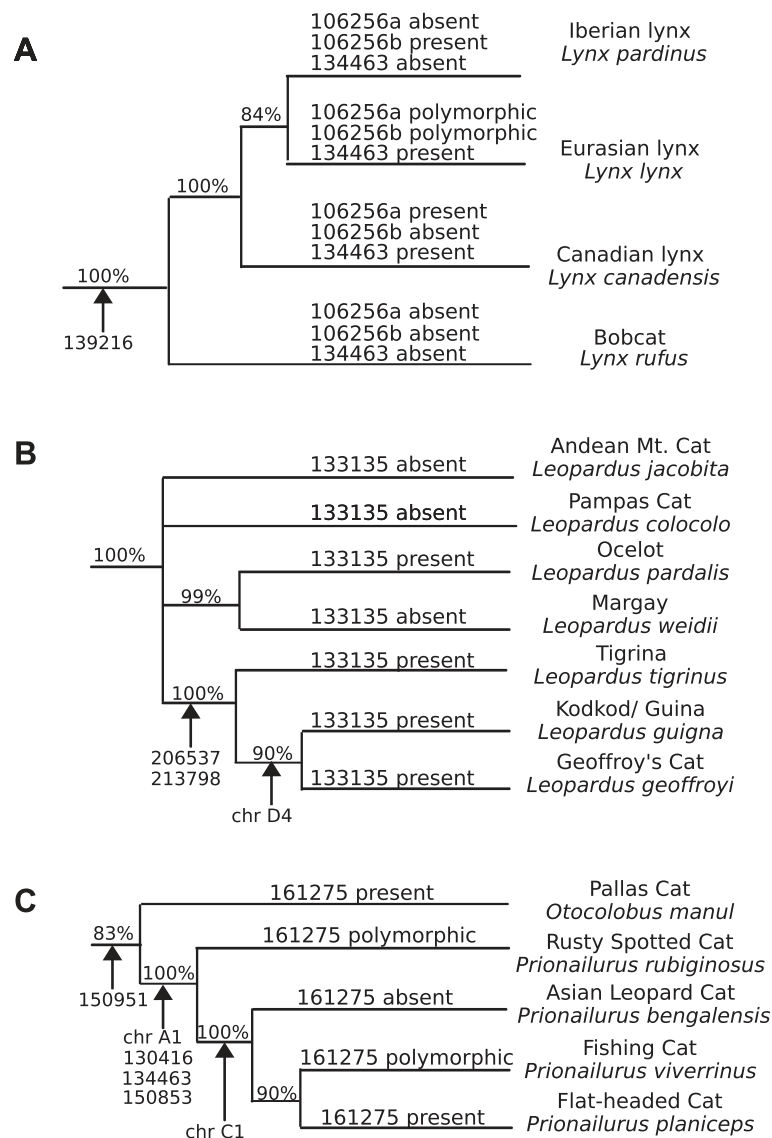 A
106256a absent
106256b present
134463 absent
Iberian lynx
Lynx pardinus
84%
106256a polymorphic
106256b polymorphic
134463 present
Eurasian lynx
Lynx lynx
100%
106256a present
106256b absent
134463 present
Canadian lynx
Lynx canadensis
100%
139216
106256a absent
106256b absent
134463 absent
Bobcat
Lynx rufus
B
133135 absent
Andean Mt. Cat
Leopardus jacobita
133135 absent
Pampas Cat
Leopardus colocolo
100%
133135 present
Ocelot
Leopardus pardalis
99%
133135 absent
Margay
Leopardus weidii
133135 present
Tigrina
Leopardus tigrinus
100%
206537
213798
133135 present
Kodkod/ Guina
Leopardus guigna
90%
chr D4
133135 present
Geoffroy's Cat
Leopardus geoffroyi
C
161275 present
Pallas Cat
Otocolobus manul
83%
150951
161275 polymorphic
Rusty Spotted Cat
Prionailurus rubiginosus
100%
chr A1
130416
134463
150853
161275 absent
Asian Leopard Cat
Prionailurus bengalensis
100%
chr C1
161275 polymorphic
Fishing Cat
Prionailurus viverrinus
90%
161275 present
Flat-headed Cat
Prionailurus planiceps